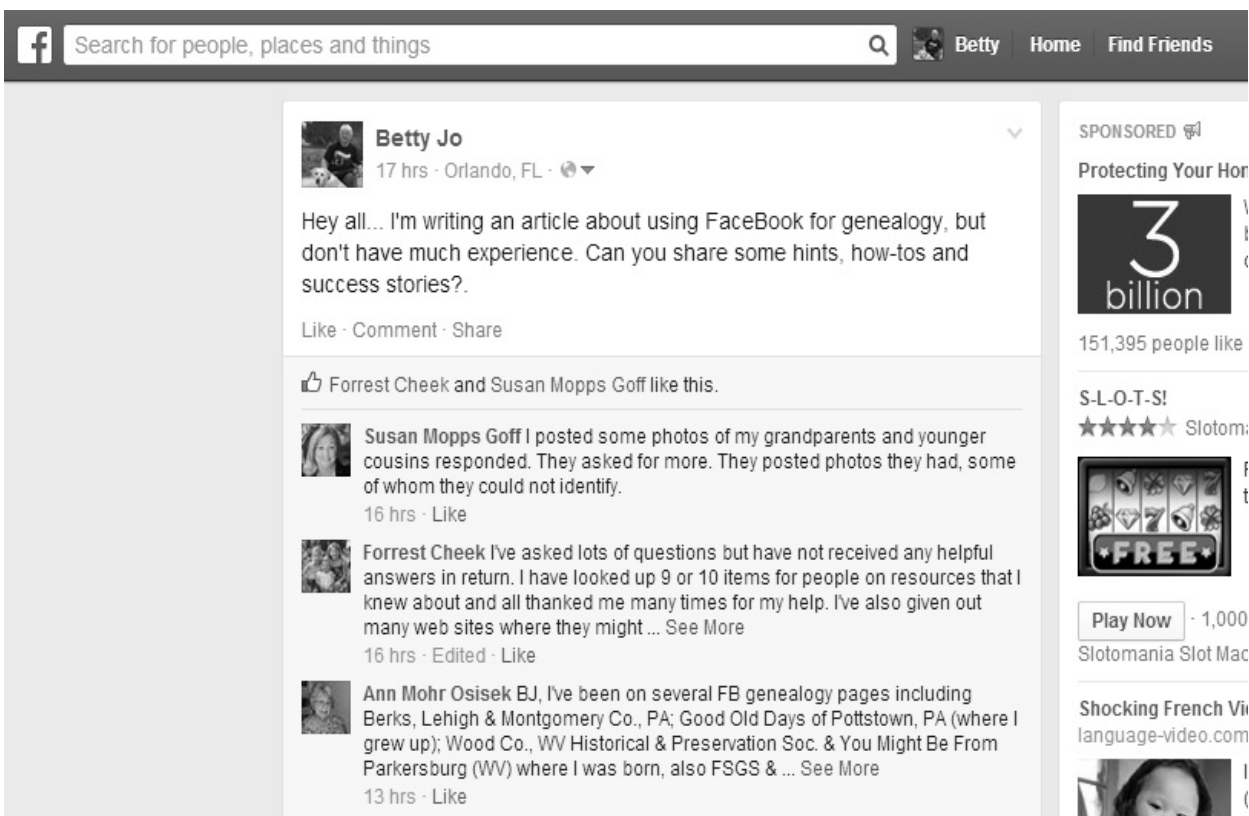 f
Search for people, places and things
Betty
Home
Find Friends
Betty Jo
17 hrs · Orlando, FL ·
Hey all... I'm writing an article about using FaceBook for genealogy, but
don't have much experience. Can you share some hints, how-tos and
success stories?.
Like · Comment · Share
Forrest Cheek and Susan Mopps Goff like this.
Susan Mopps Goff I posted some photos of my grandparents and younger
cousins responded. They asked for more. They posted photos they had, some
of whom they could not identify.
16 hrs · Like
Forrest Cheek I've asked lots of questions but have not received any helpful
answers in return. I have looked up 9 or 10 items for people on resources that I
knew about and all thanked me many times for my help. I've also given out
many web sites where they might ... See More
16 hrs · Edited · Like
Ann Mohr Osisek BJ, I've been on several FB genealogy pages including
Berks, Lehigh & Montgomery Co., PA; Good Old Days of Pottstown, PA (where I
grew up); Wood Co., WV Historical & Preservation Soc. & You Might Be From
Parkersburg (WV) where I was born, also FSGS & ... See More
13 hrs · Like
SPONSORED
Protecting Your
3
billion
151,395 people like
S-L-O-T-S!
7
FREE
Play Now · 1,000
Slotomania Slot
Shocking French
language-video.com